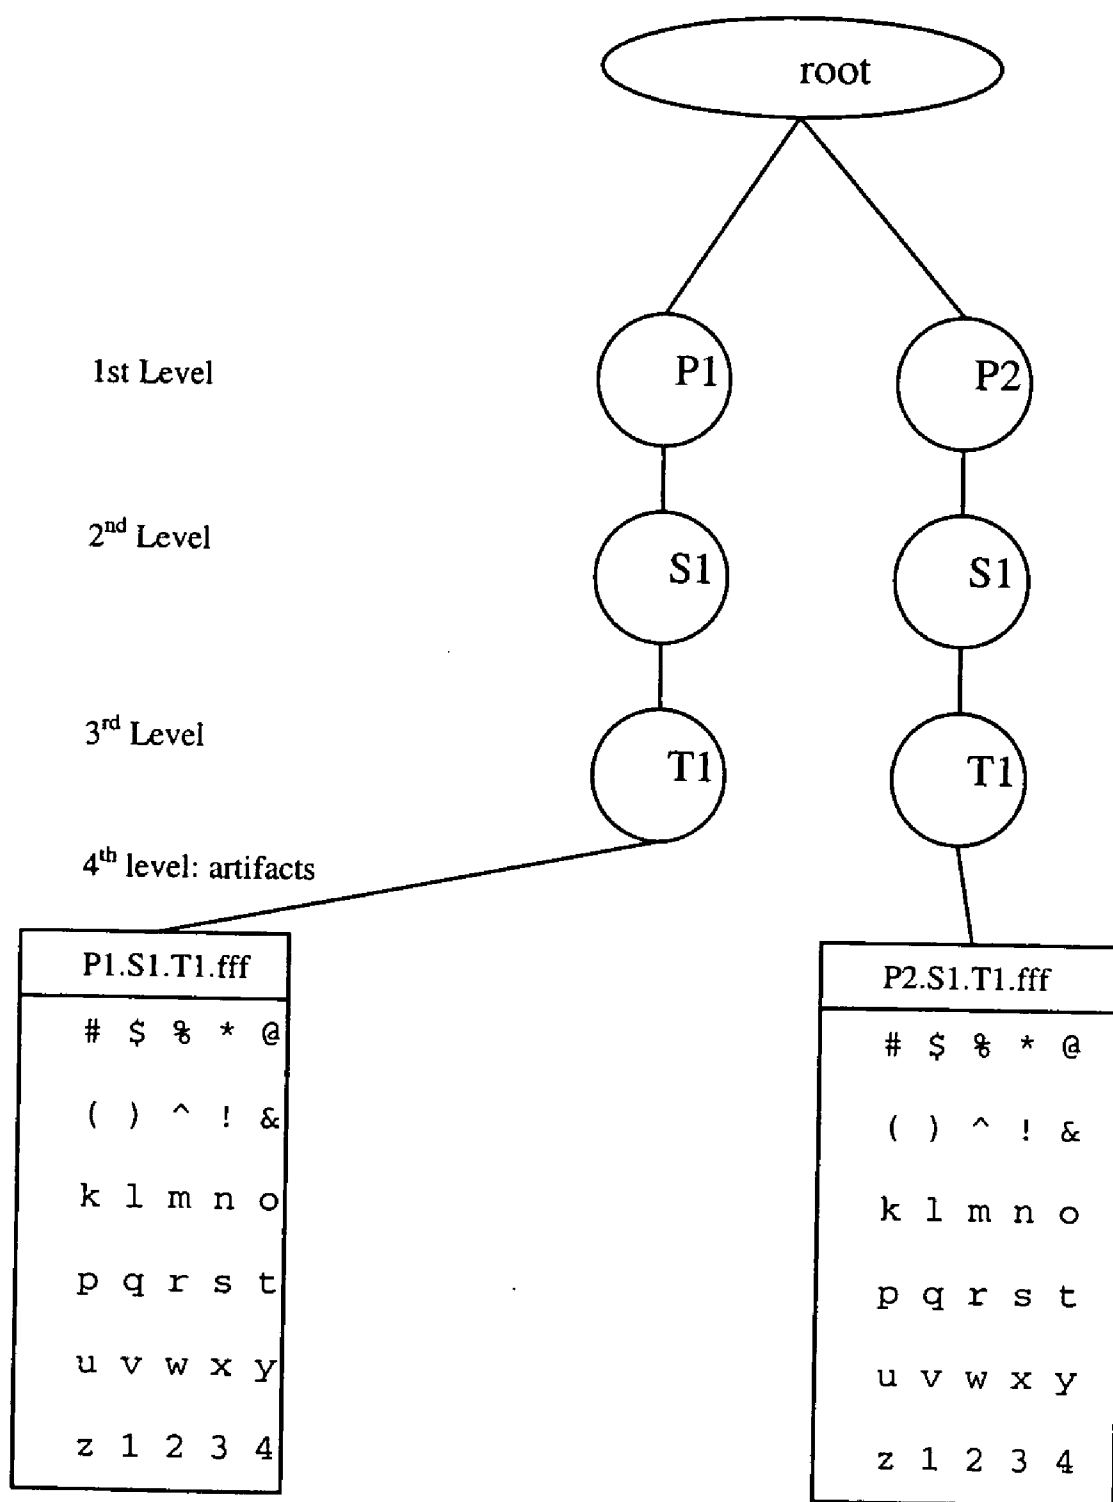 root
1st Level
P1
P2
2nd Level
S1
S1
3rd Level
T1
T1
4th level: artifacts
P1.S1.T1.fff
# $ % * @
( ) ^ ! &
k l m n o
p q r s t
u v w x y
z 1 2 3 4
P2.S1.T1.fff
# $ % * @
( ) ^ ! &
k l m n o
p q r s t
u v w x y
z 1 2 3 4